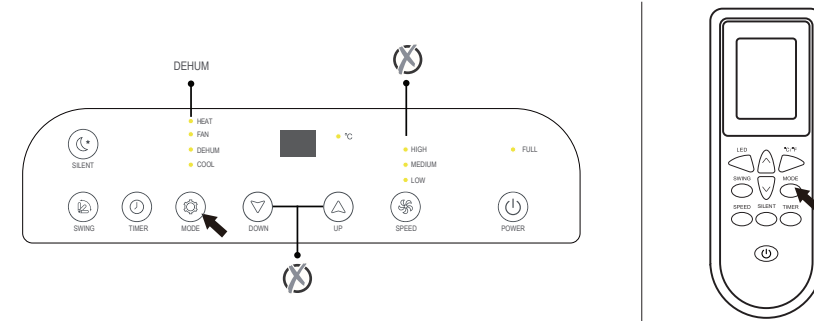 DEHUM
HEAT
FAN
DEHUM
COOL
°C
HIGH
MEDIUM
LOW
FULL
SILENT
SWING
TIMER
MODE
DOWN
UP
SPEED
POWER
LED
°C/°F
SWING
MODE
SPEED
SILENT
TIMER